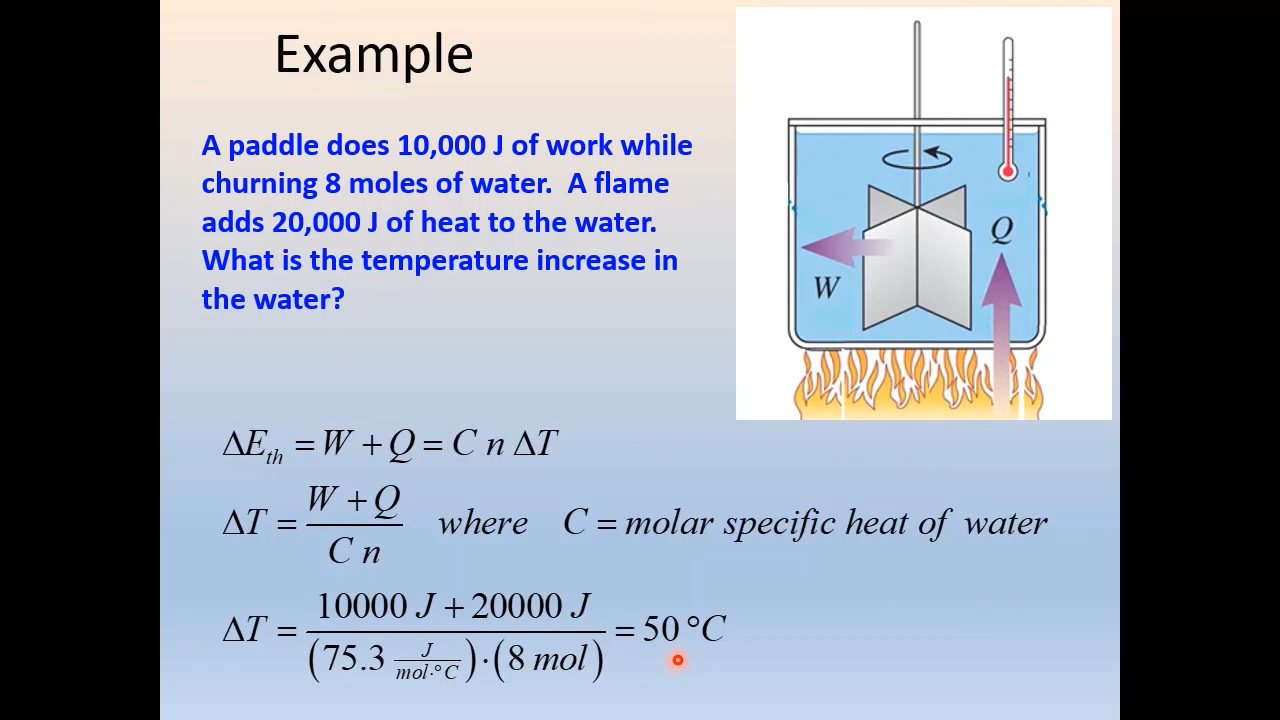 Example
A paddle does 10,000 J of work while
churning 8 moles of water.  A flame
adds 20,000 J of heat to the water.
What is the temperature increase in
the water?
W
Q
ΔE_th = W + Q = C n ΔT
ΔT = (W + Q)/(C n)   where   C = molar specific heat of water
ΔT = (10000 J + 20000 J)/((75.3 J/(mol·°C))·(8 mol)) = 50 °C